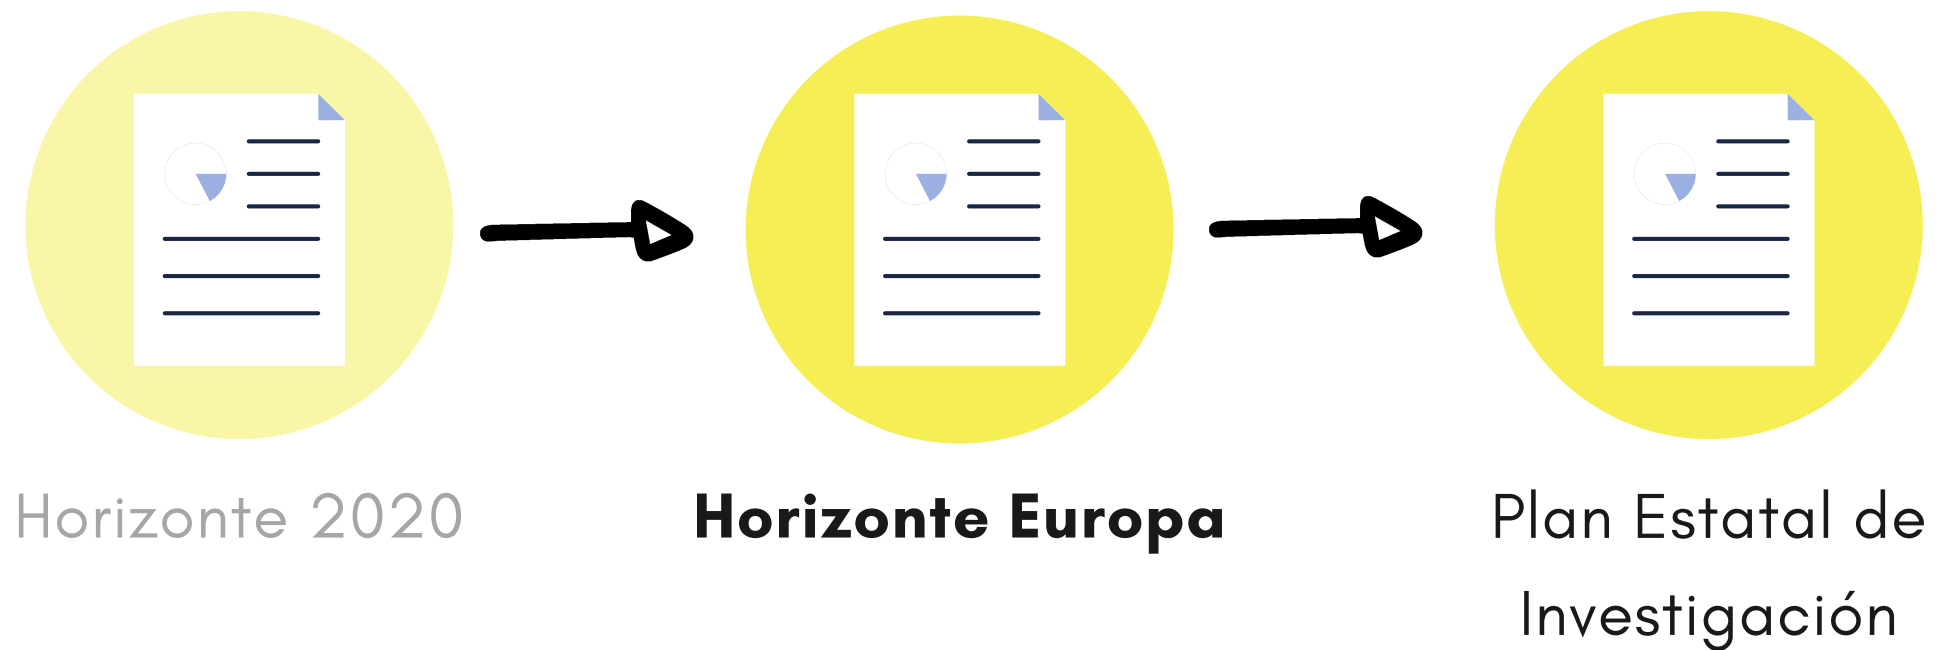 Horizonte 2020
Horizonte Europa
Plan Estatal de
Investigación